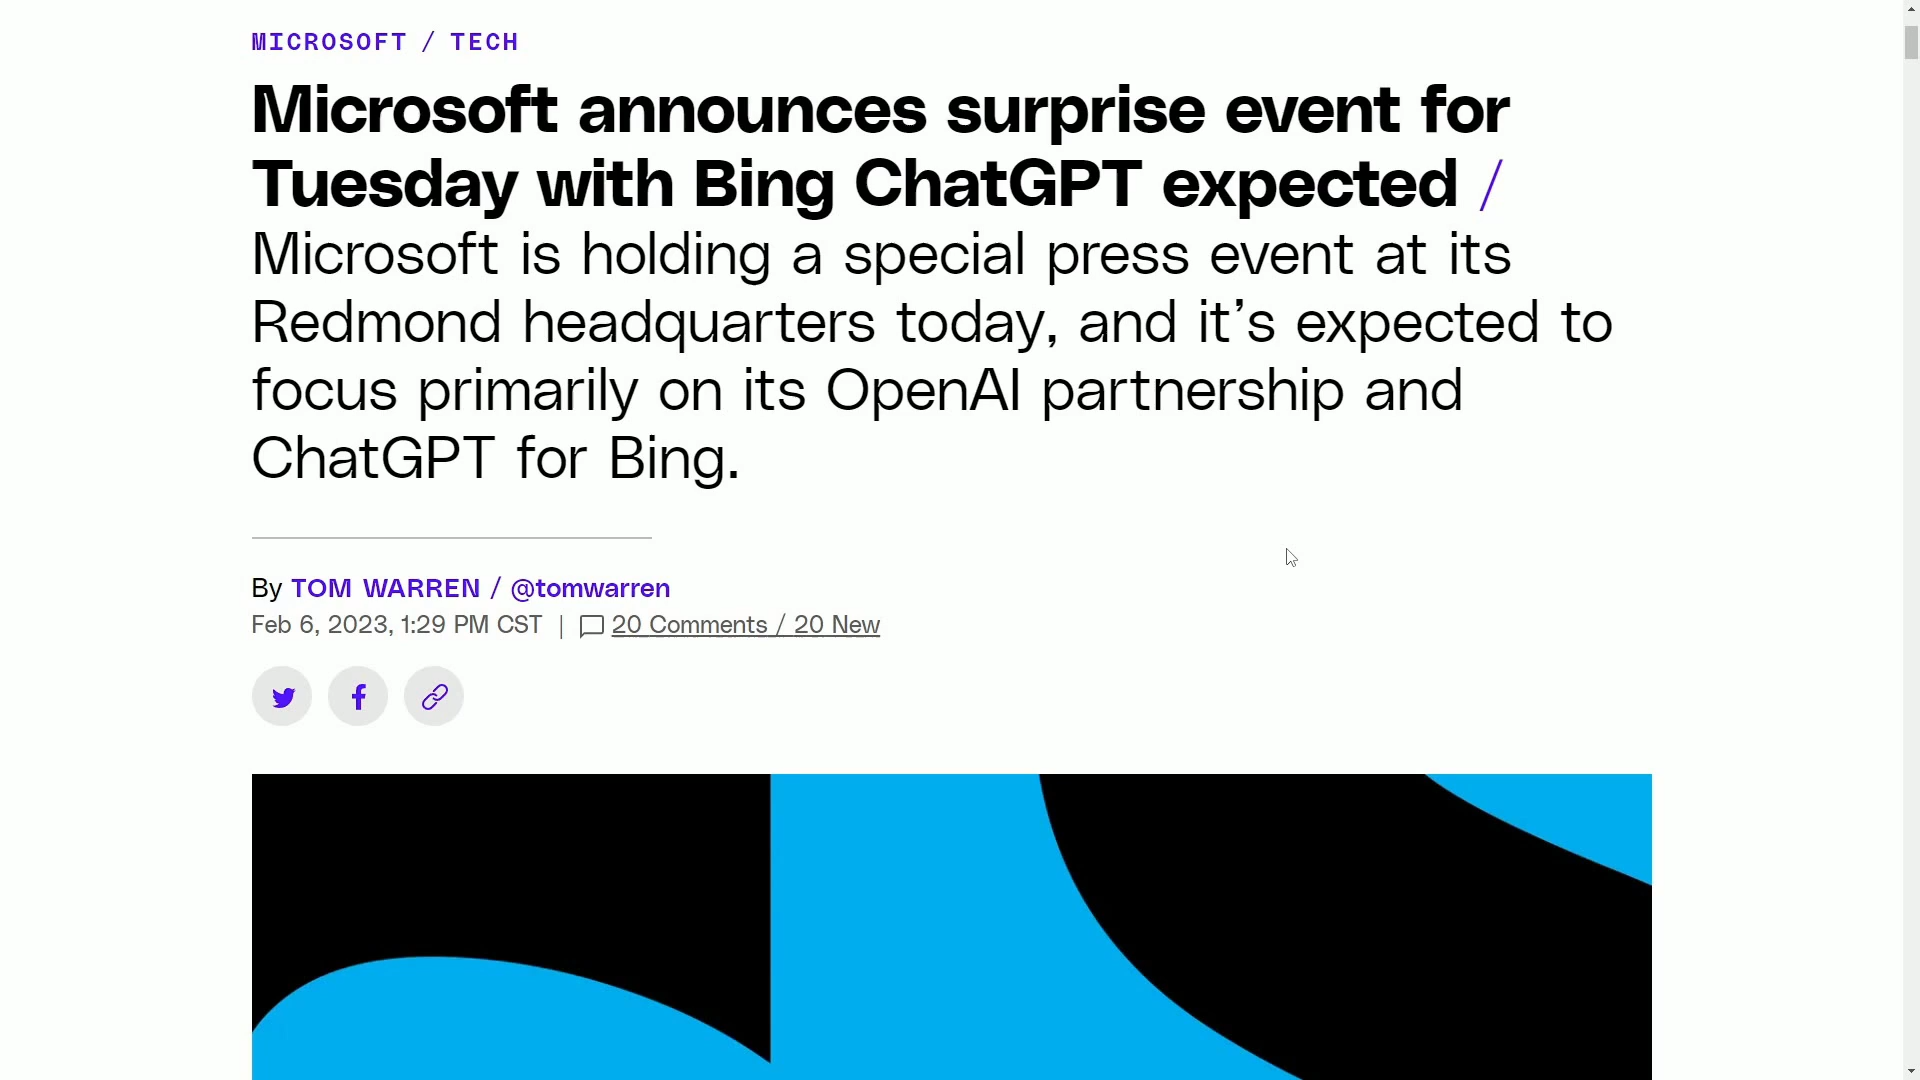 MICROSOFT / TECH
Microsoft announces surprise event for
Tuesday with Bing ChatGPT expected /
Microsoft is holding a special press event at its
Redmond headquarters today, and it’s expected to
focus primarily on its OpenAI partnership and
ChatGPT for Bing.
By TOM WARREN / @tomwarren
Feb 6, 2023, 1:29 PM CST | 20 Comments / 20 New